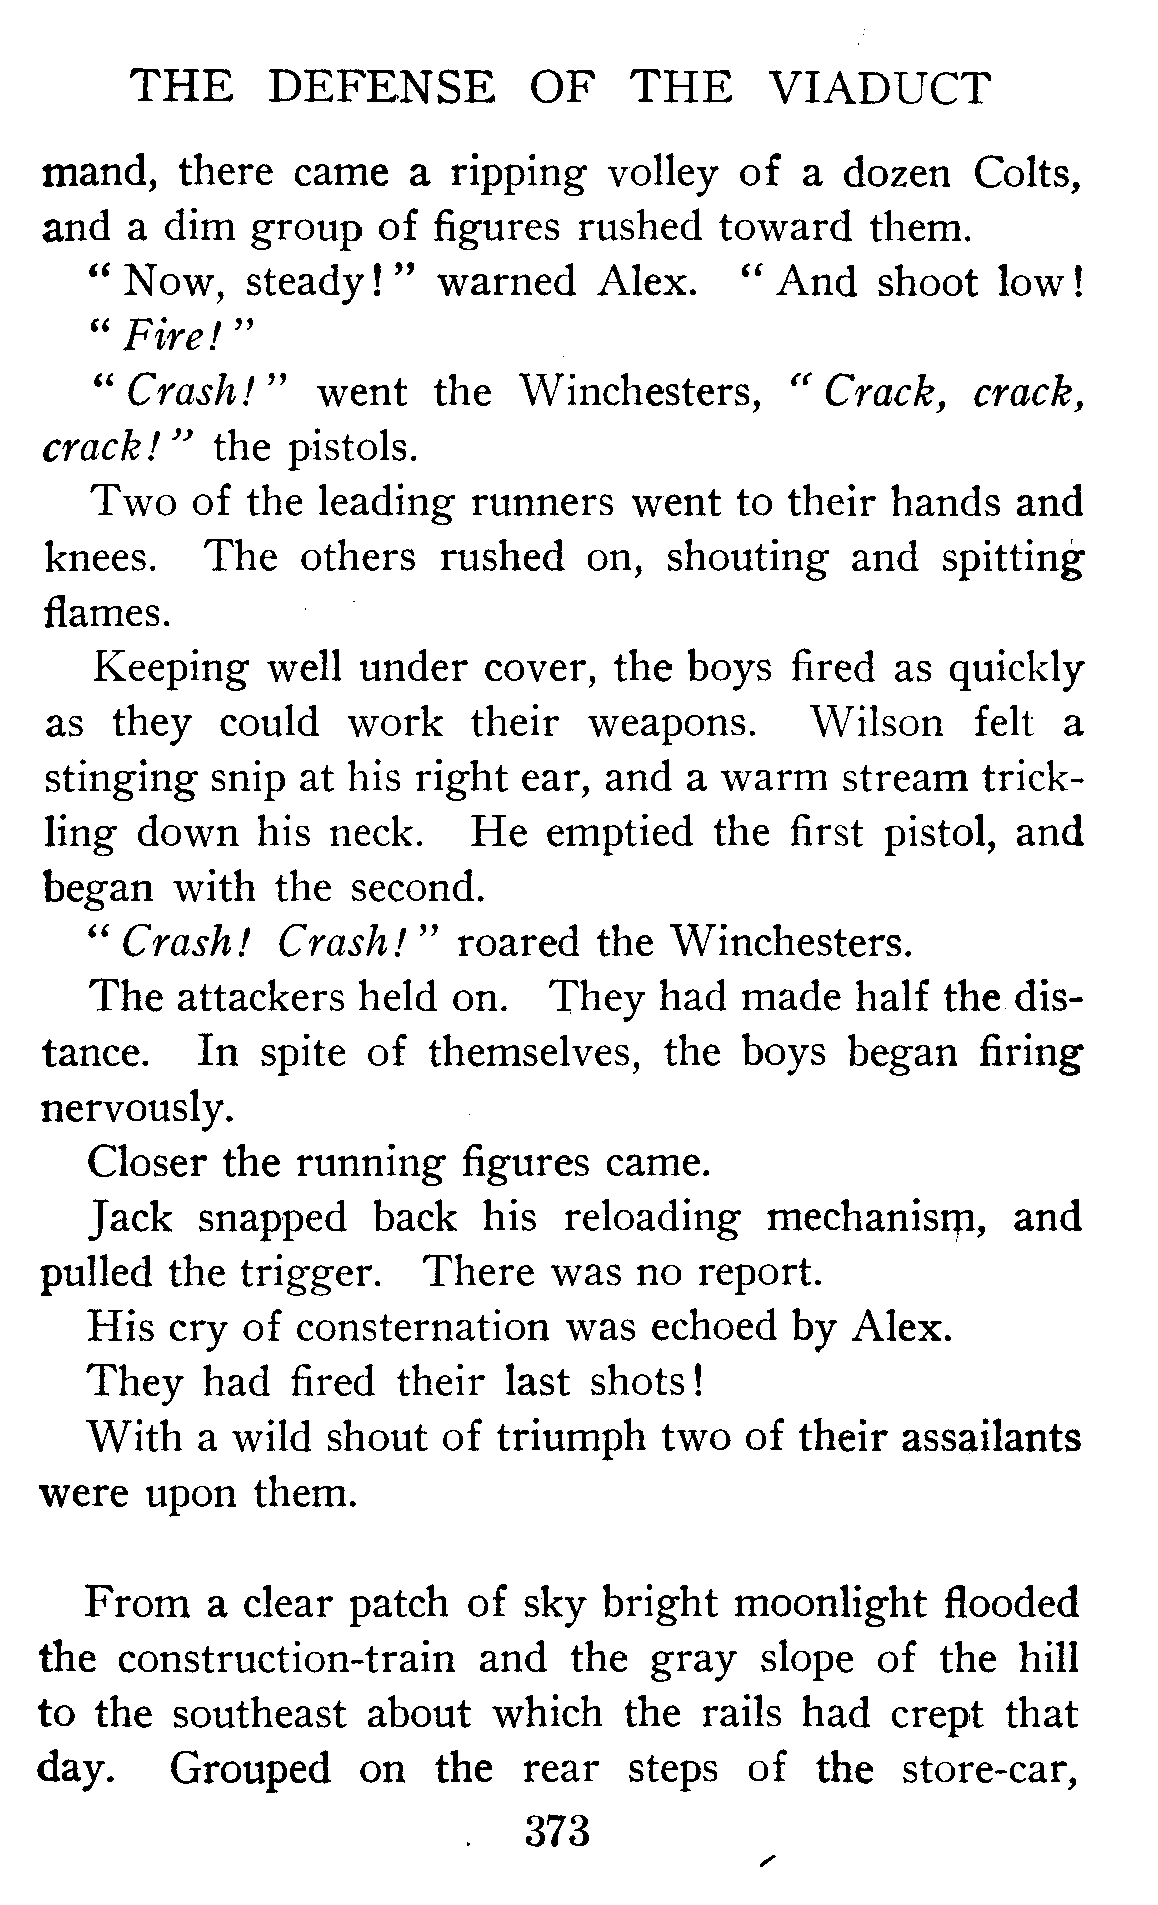 THE DEFENSE OF THE VIADUCT
mand, there came a ripping volley of a dozen Colts,
and a dim group of figures rushed toward them.
“ Now, steady! ” warned Alex. “ And shoot low!
“ Fire! ”
“ Crash! ” went the Winchesters, “ Crack, crack,
crack! ” the pistols.
Two of the leading runners went to their hands and
knees. The others rushed on, shouting and spitting
flames.
Keeping well under cover, the boys fired as quickly
as they could work their weapons. Wilson felt a
stinging snip at his right ear, and a warm stream trick-
ling down his neck. He emptied the first pistol, and
began with the second.
“ Crash! Crash! ” roared the Winchesters.
The attackers held on. They had made half the dis-
tance. In spite of themselves, the boys began firing
nervously.
Closer the running figures came.
Jack snapped back his reloading mechanism, and
pulled the trigger. There was no report.
His cry of consternation was echoed by Alex.
They had fired their last shots!
With a wild shout of triumph two of their assailants
were upon them.
From a clear patch of sky bright moonlight flooded
the construction-train and the gray slope of the hill
to the southeast about which the rails had crept that
day. Grouped on the rear steps of the store-car,
373